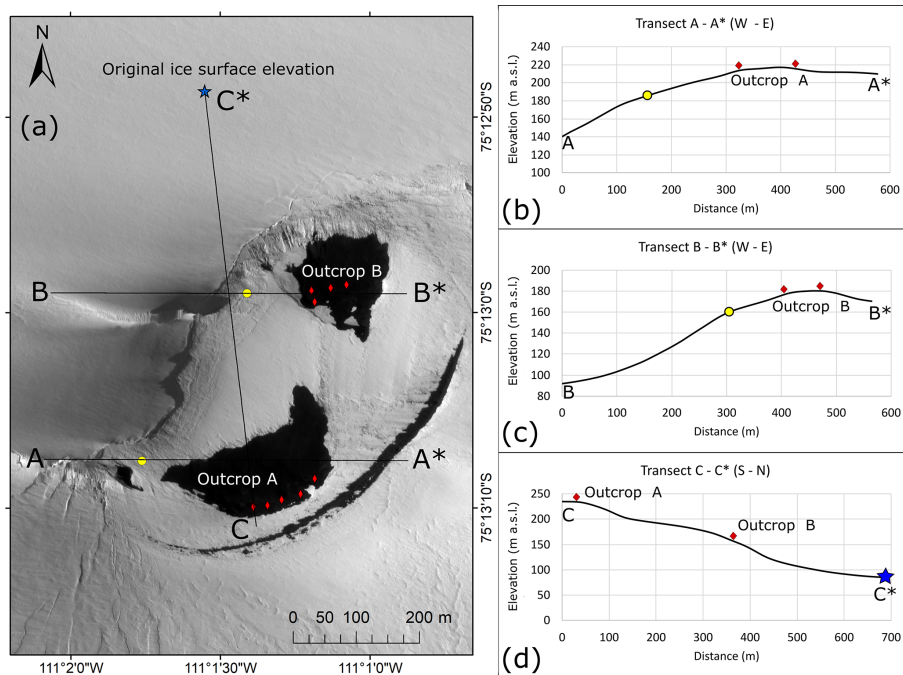 N
Original ice surface elevation
C*
(a)
75°12'50"S
Outcrop B
B
B*
75°13'0"S
A
A*
Outcrop A
C
75°13'10"S
0 50 100 200 m
111°2'0"W
111°1'30"W
111°1'0"W
Transect A - A* (W - E)
Elevation (m a.s.l.)
240
220
200
180
160
140
120
100
Outcrop A
A
A*
0 100 200 300 400 500 600
Distance (m)
(b)
Transect B - B* (W - E)
Elevation (m a.s.l.)
200
180
160
140
120
100
80
Outcrop B
B
B*
0 100 200 300 400 500 600
Distance (m)
(c)
Transect C - C* (S - N)
Elevation (m a.s.l.)
250
200
150
100
50
0
Outcrop A
C
Outcrop B
C*
0 100 200 300 400 500 600 700
Distance (m)
(d)